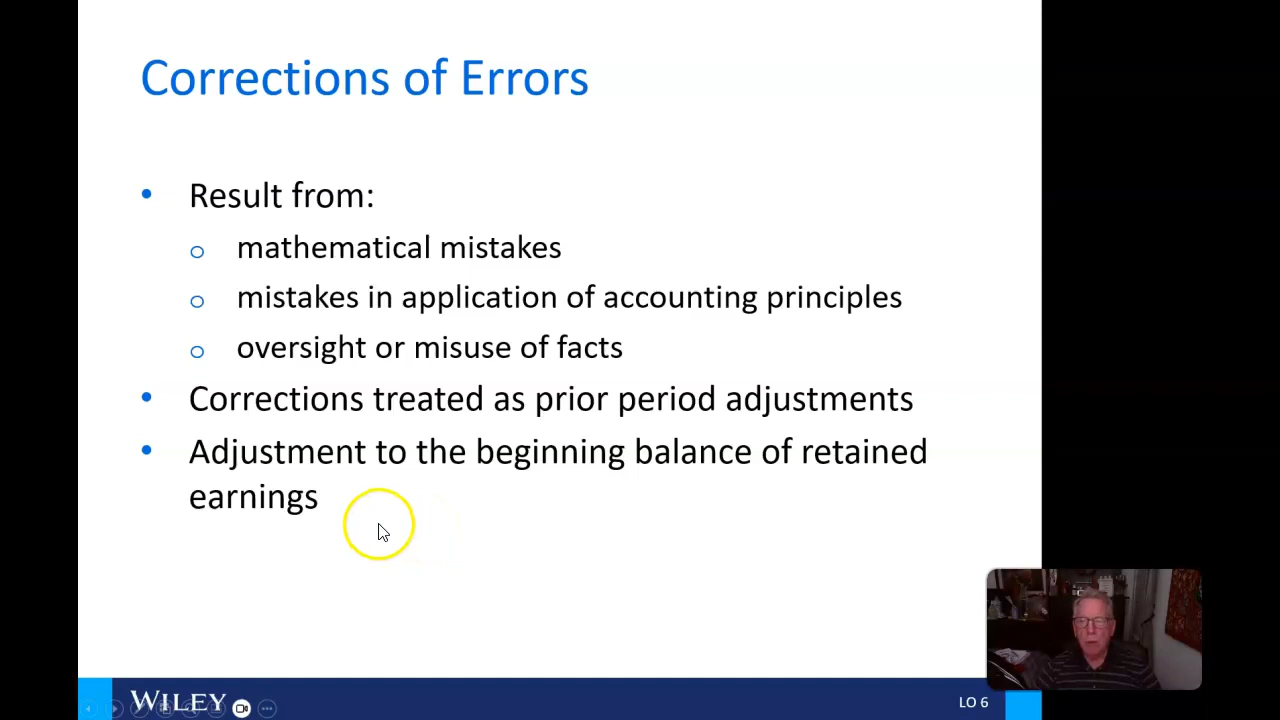 Corrections of Errors
• Result from:
o mathematical mistakes
o mistakes in application of accounting principles
o oversight or misuse of facts
• Corrections treated as prior period adjustments
• Adjustment to the beginning balance of retained
earnings
WILEY
LO 6